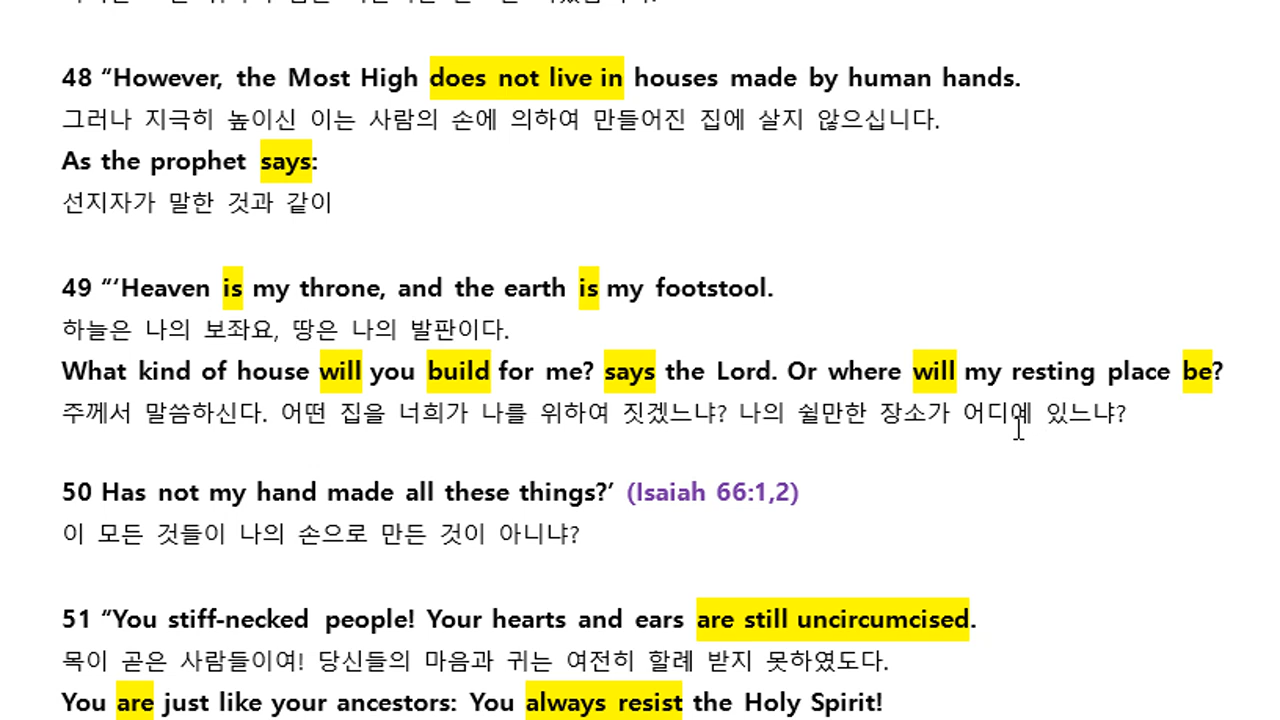 48 “However, the Most High does not live in houses made by human hands.
그러나 지극히 높이신 이는 사람의 손에 의하여 만들어진 집에 살지 않으십니다.
As the prophet says:
선지자가 말한 것과 같이
49 “‘Heaven is my throne, and the earth is my footstool.
하늘은 나의 보좌요, 땅은 나의 발판이다.
What kind of house will you build for me? says the Lord. Or where will my resting place be?
주께서 말씀하신다. 어떤 집을 너희가 나를 위하여 짓겠느냐? 나의 쉴만한 장소가 어디에 있느냐?
50 Has not my hand made all these things?’ (Isaiah 66:1,2)
이 모든 것들이 나의 손으로 만든 것이 아니냐?
51 “You stiff-necked people! Your hearts and ears are still uncircumcised.
목이 곧은 사람들이여! 당신들의 마음과 귀는 여전히 할례 받지 못하였도다.
You are just like your ancestors: You always resist the Holy Spirit!